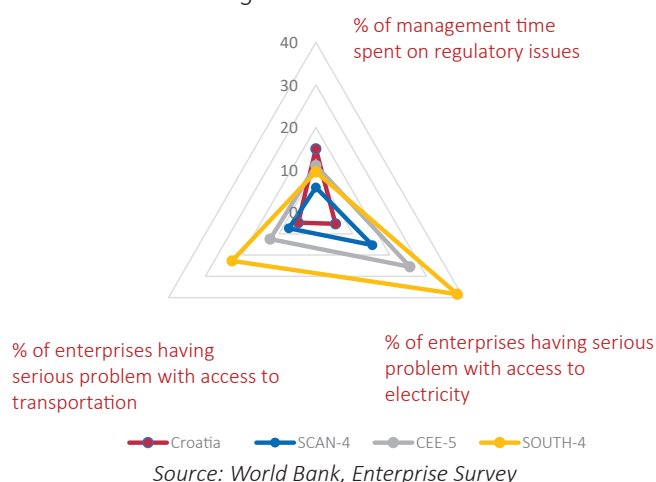 % of management time
spent on regulatory issues
40
30
20
10
0
% of enterprises having
serious problem with access to
transportation
% of enterprises having serious
problem with access to
electricity
Croatia SCAN-4 CEE-5 SOUTH-4
Source: World Bank, Enterprise Survey